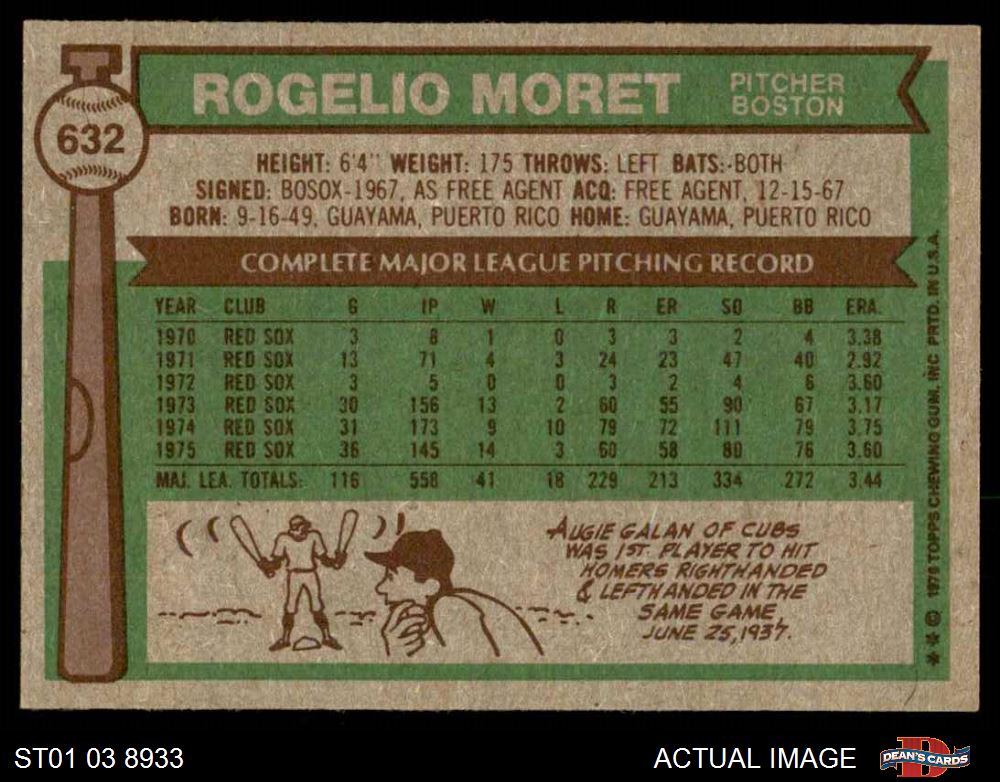 ROGELIO MORET
PITCHER
BOSTON
632
HEIGHT: 6'4" WEIGHT: 175 THROWS: LEFT BATS: BOTH
SIGNED: BOSOX-1967, AS FREE AGENT ACQ: FREE AGENT, 12-15-67
BORN: 9-16-49, GUAYAMA, PUERTO RICO HOME: GUAYAMA, PUERTO RICO
COMPLETE MAJOR LEAGUE PITCHING RECORD
YEAR CLUB G IP W L R ER SO BB ERA.
1970 RED SOX 3 8 1 0 3 3 2 4 3.38
1971 RED SOX 13 71 4 3 24 23 47 40 2.92
1972 RED SOX 3 5 0 0 3 2 4 6 3.60
1973 RED SOX 30 156 13 2 60 55 90 67 3.17
1974 RED SOX 31 173 9 10 79 72 111 79 3.75
1975 RED SOX 36 145 14 3 60 58 80 76 3.60
MAJ. LEA. TOTALS: 116 558 41 18 229 213 334 272 3.44
AUGIE GALAN OF CUBS
WAS 1ST. PLAYER TO HIT
HOMERS RIGHTHANDED
& LEFTHANDED IN THE
SAME GAME,
JUNE 25, 1937.
** © 1976 TOPPS CHEWING GUM, INC PRTD. IN U.S.A.
ST01 03 8933
ACTUAL IMAGE
DEAN'S CARDS